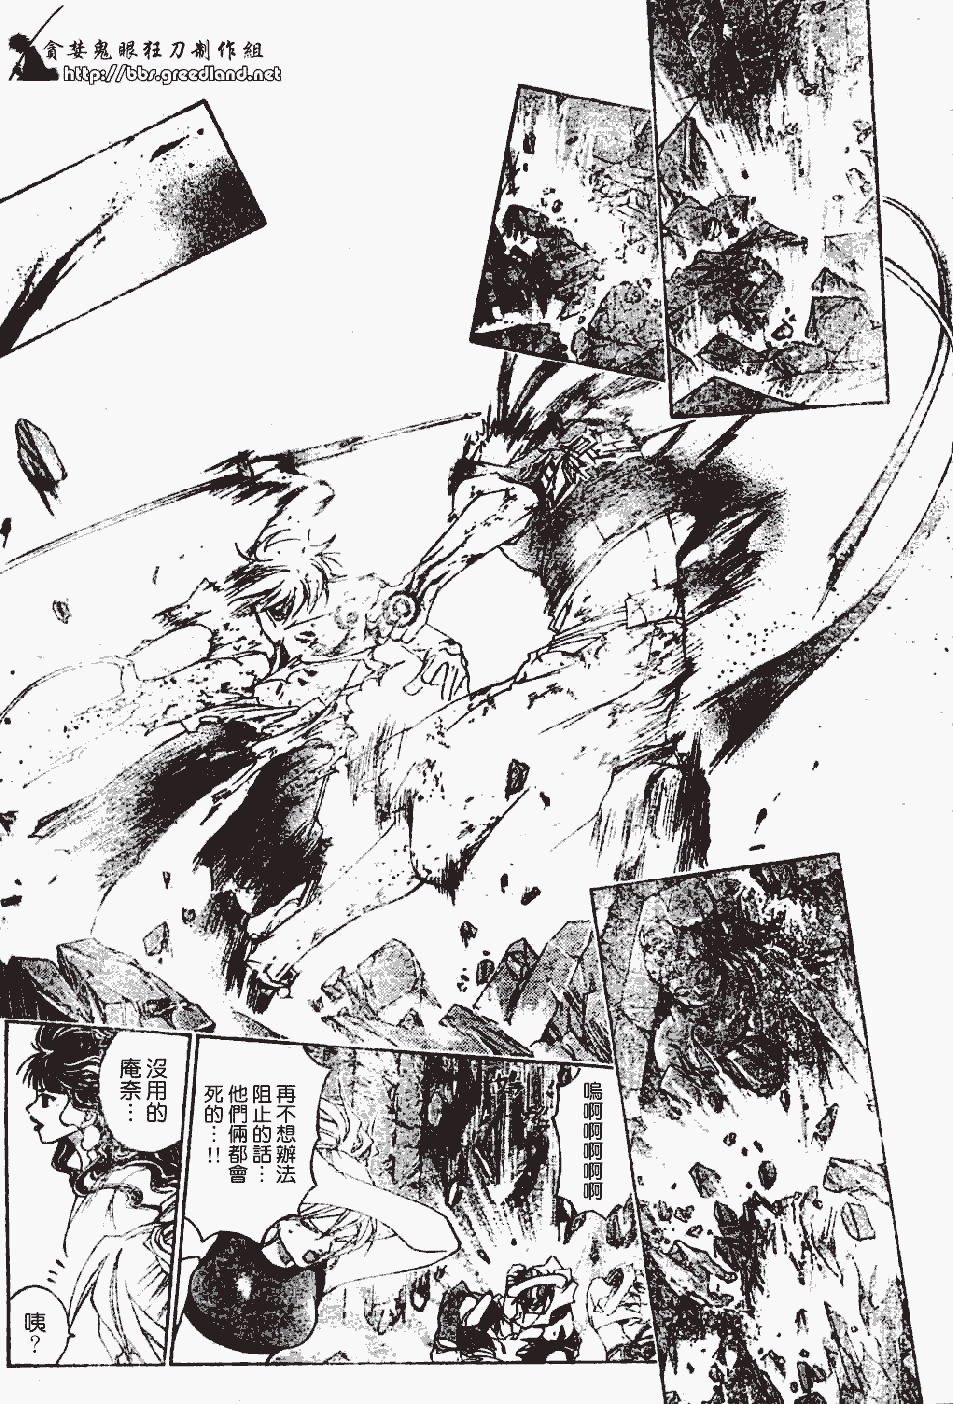 貪婪鬼眼狂刀制作組
http://bbs.greedland.net
嗚啊啊啊啊
再不想辦法
阻止的話…
他們倆都會
死的…!!
沒用的
庵奈…
咦?